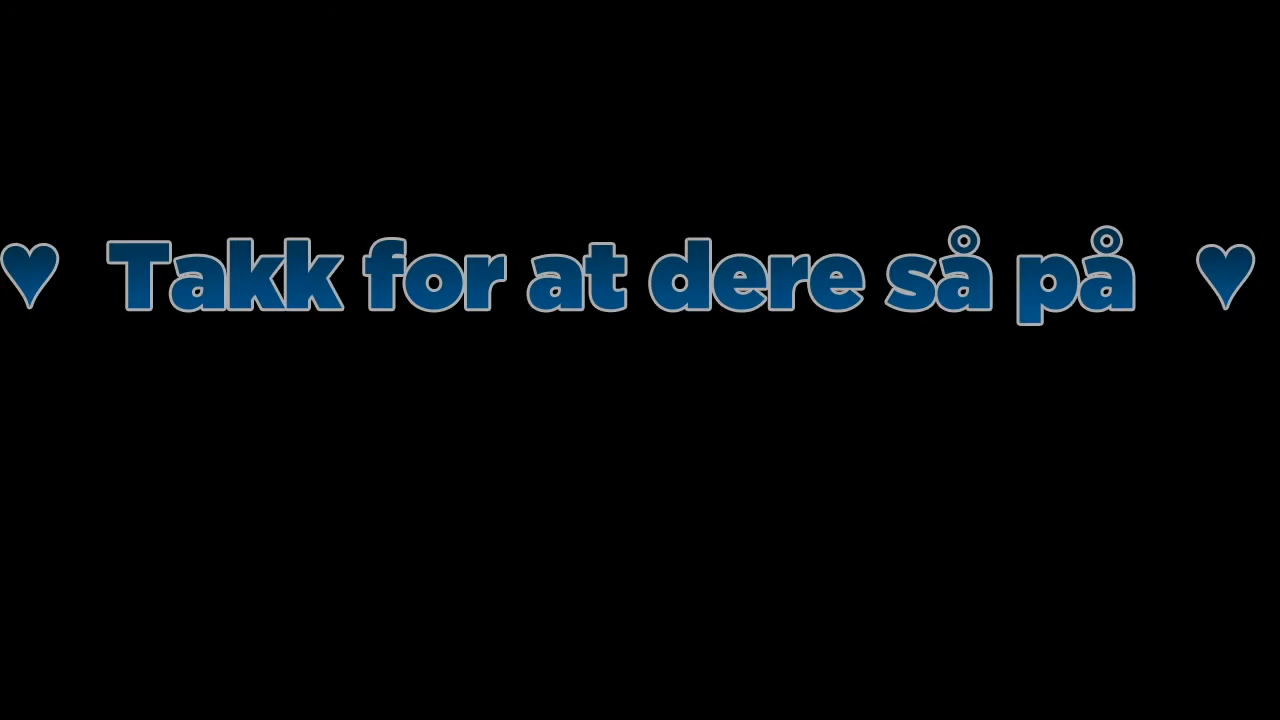 ♥ Takk for at dere så på ♥